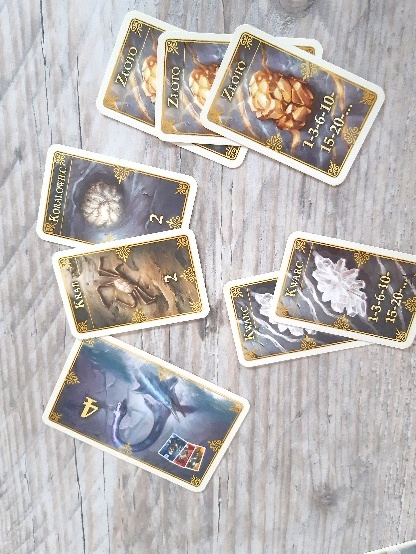 ZŁOTO
ZŁOTO
ZŁOTO
1-3-6-10-
15-20-...
KORALOWIEC
2
KRAB
2
KWARC
KWARC
1-3-6-10-
15-20-...
4